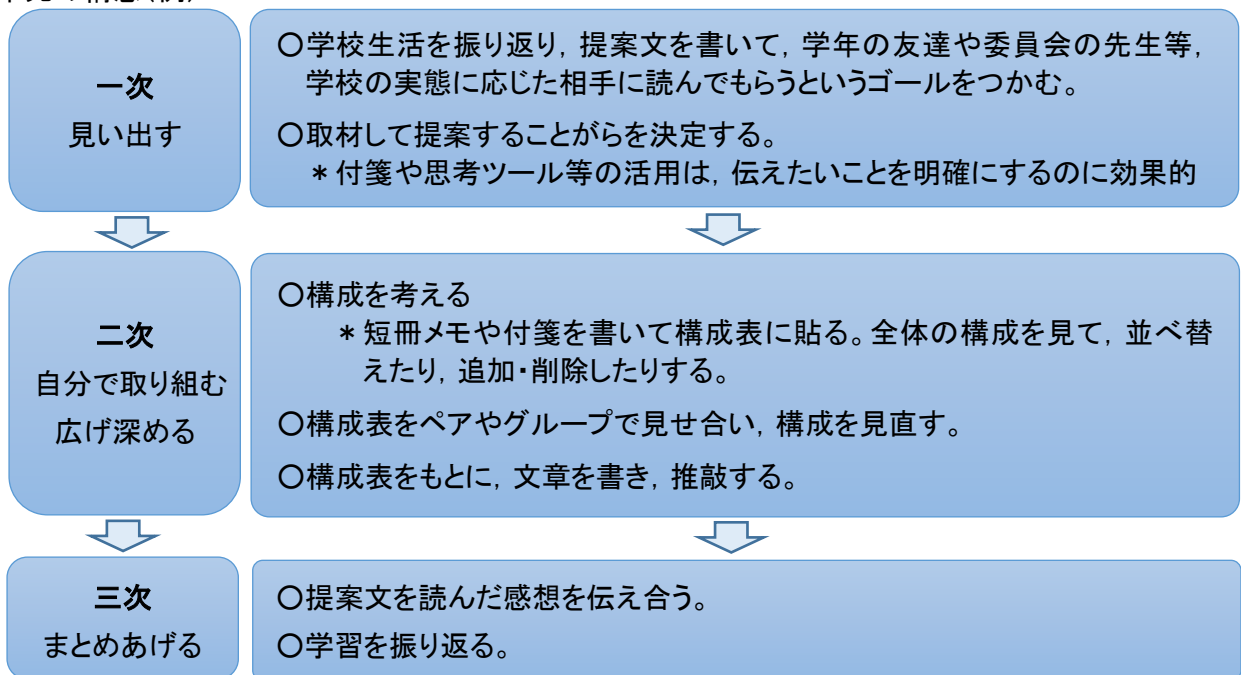 一次
見い出す
○学校生活を振り返り，提案文を書いて，学年の友達や委員会の先生等，
学校の実態に応じた相手に読んでもらうというゴールをつかむ。
○取材して提案することがらを決定する。
＊付箋や思考ツール等の活用は，伝えたいことを明確にするのに効果的
二次
自分で取り組む
広げ深める
○構成を考える
＊短冊メモや付箋を書いて構成表に貼る。全体の構成を見て，並べ替
えたり，追加・削除したりする。
○構成表をペアやグループで見せ合い，構成を見直す。
○構成表をもとに，文章を書き，推敲する。
三次
まとめあげる
○提案文を読んだ感想を伝え合う。
○学習を振り返る。